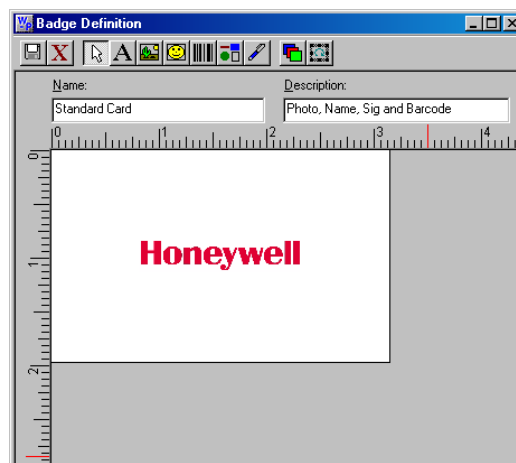 Badge Definition
Name:
Description:
Standard Card
Photo, Name, Sig and Barcode
0 1 2 3 4
0
Honeywell
1
2